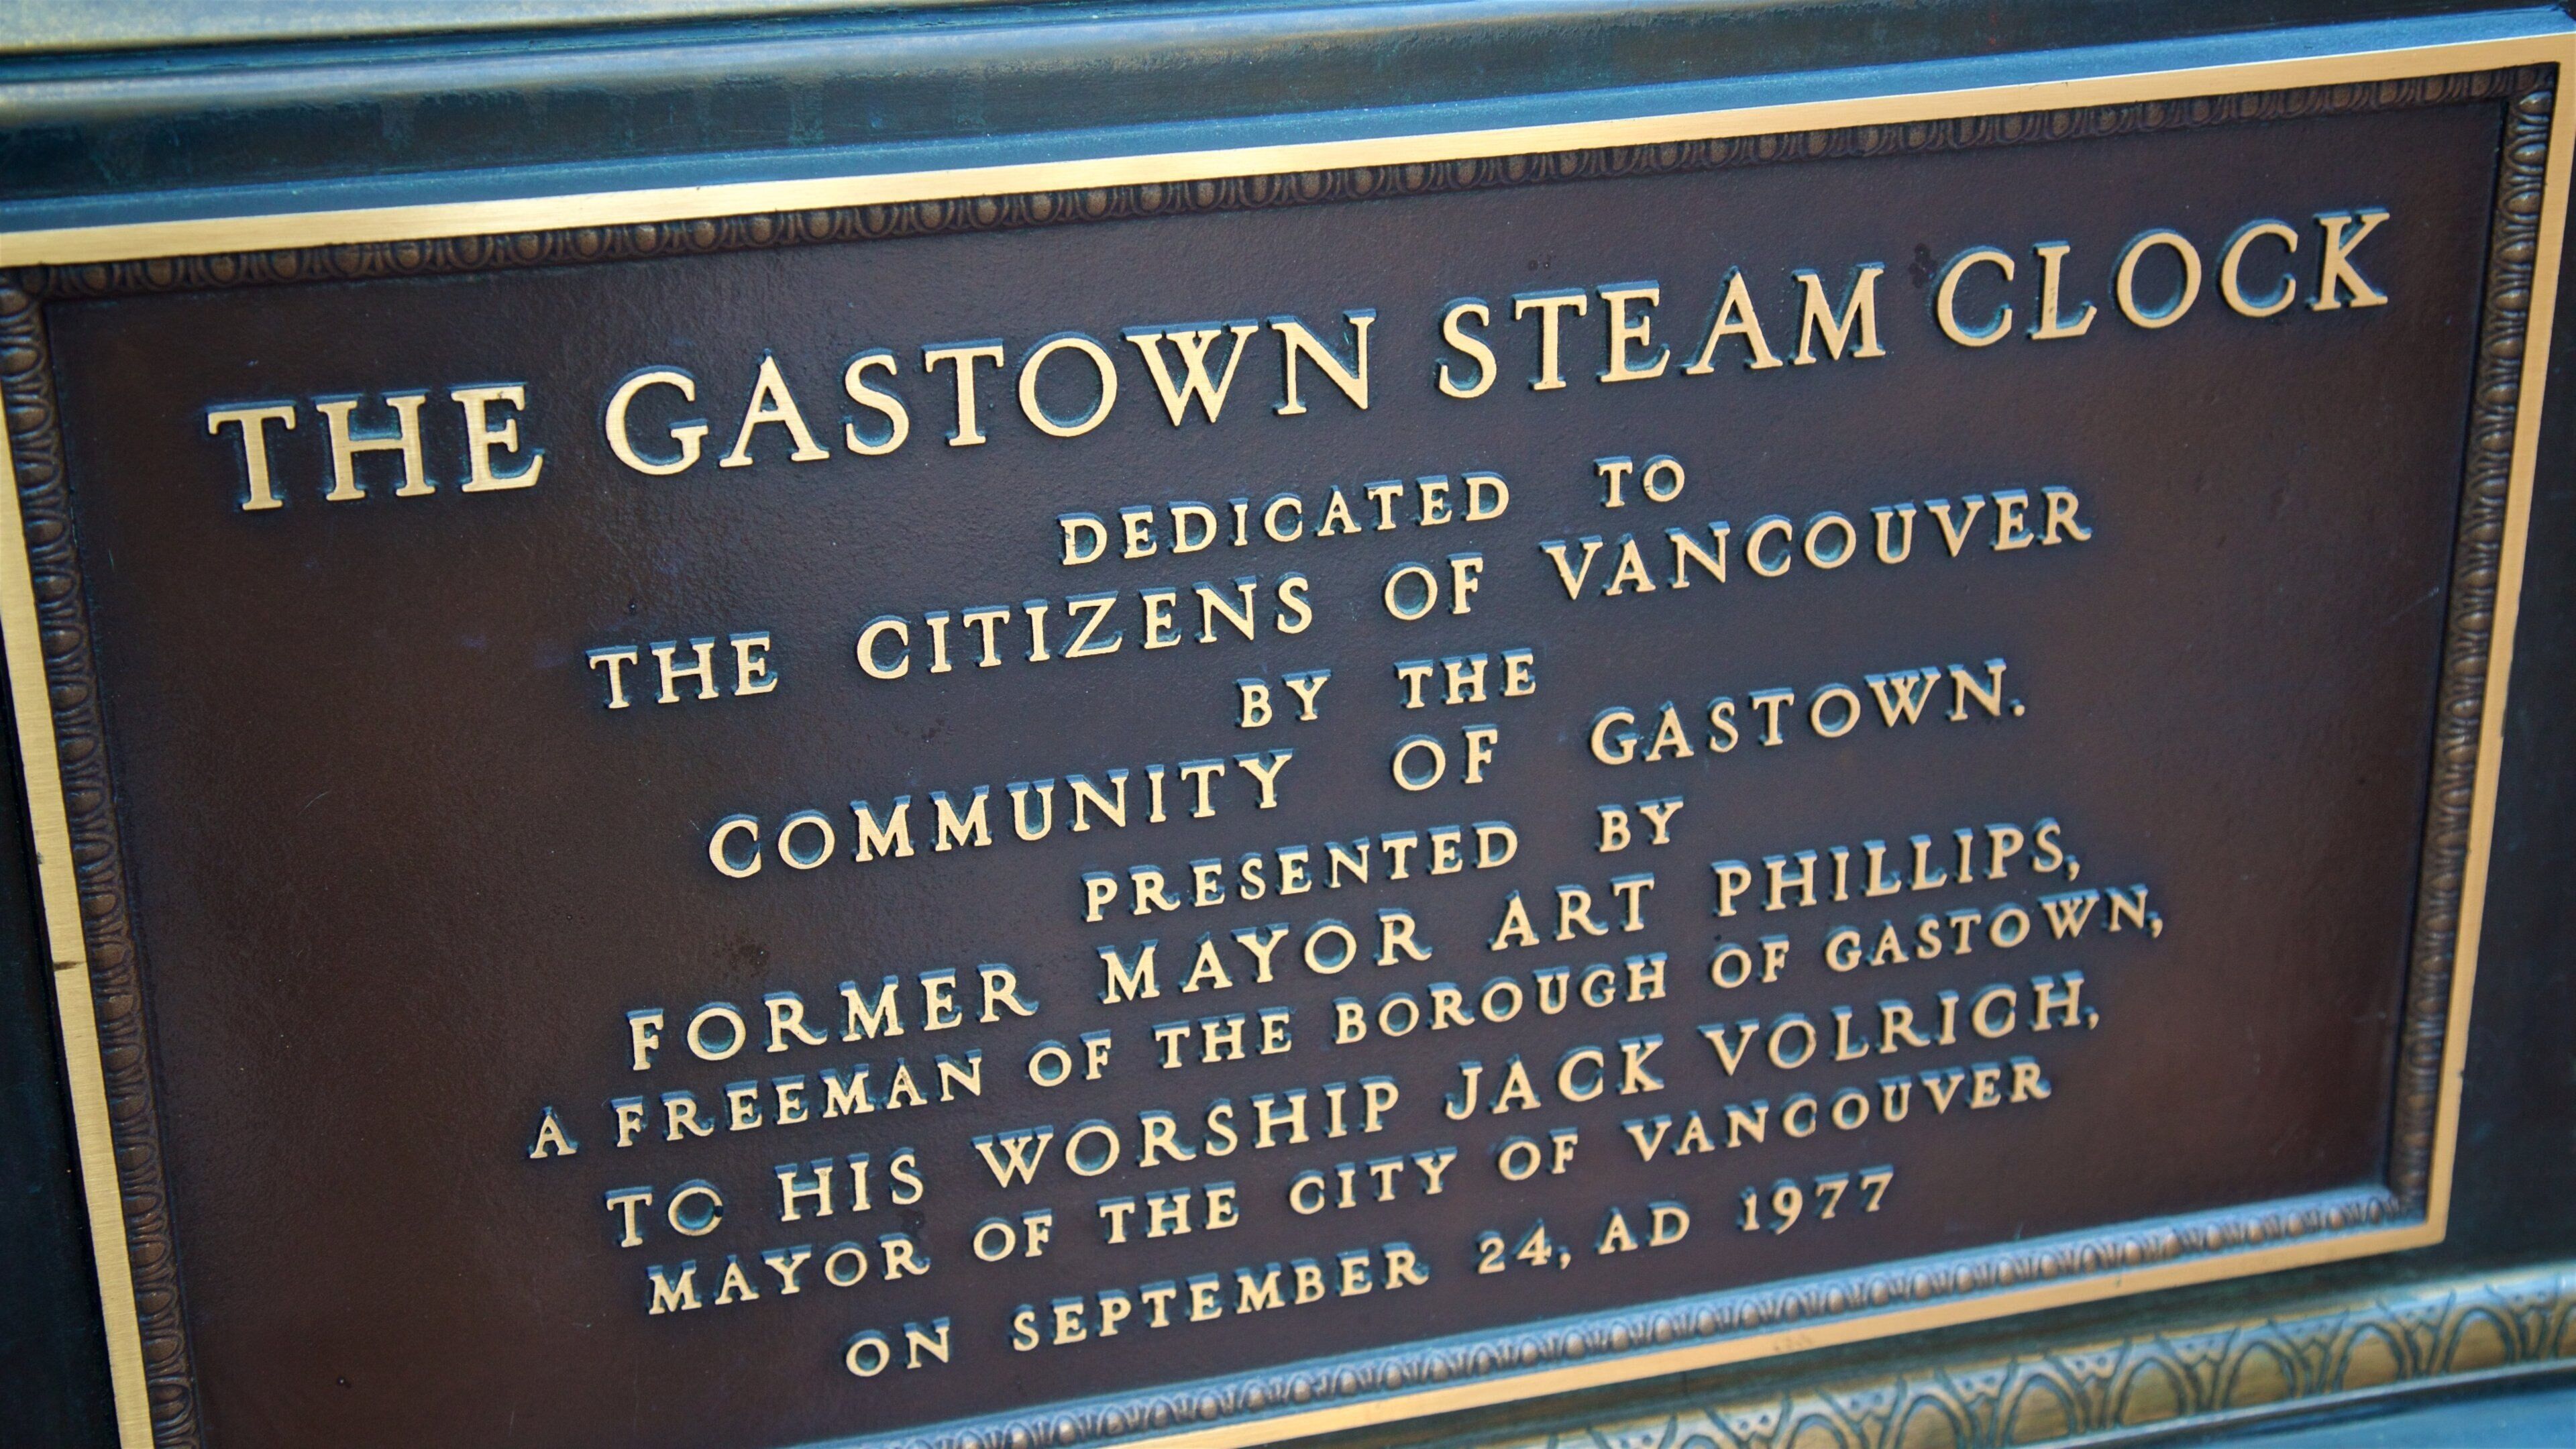 THE GASTOWN STEAM CLOCK
DEDICATED TO
THE CITIZENS OF VANCOUVER
BY THE
COMMUNITY OF GASTOWN.
PRESENTED BY
FORMER MAYOR ART PHILLIPS,
A FREEMAN OF THE BOROUGH OF GASTOWN,
TO HIS WORSHIP JACK VOLRICH,
MAYOR OF THE CITY OF VANCOUVER
ON SEPTEMBER 24, AD 1977